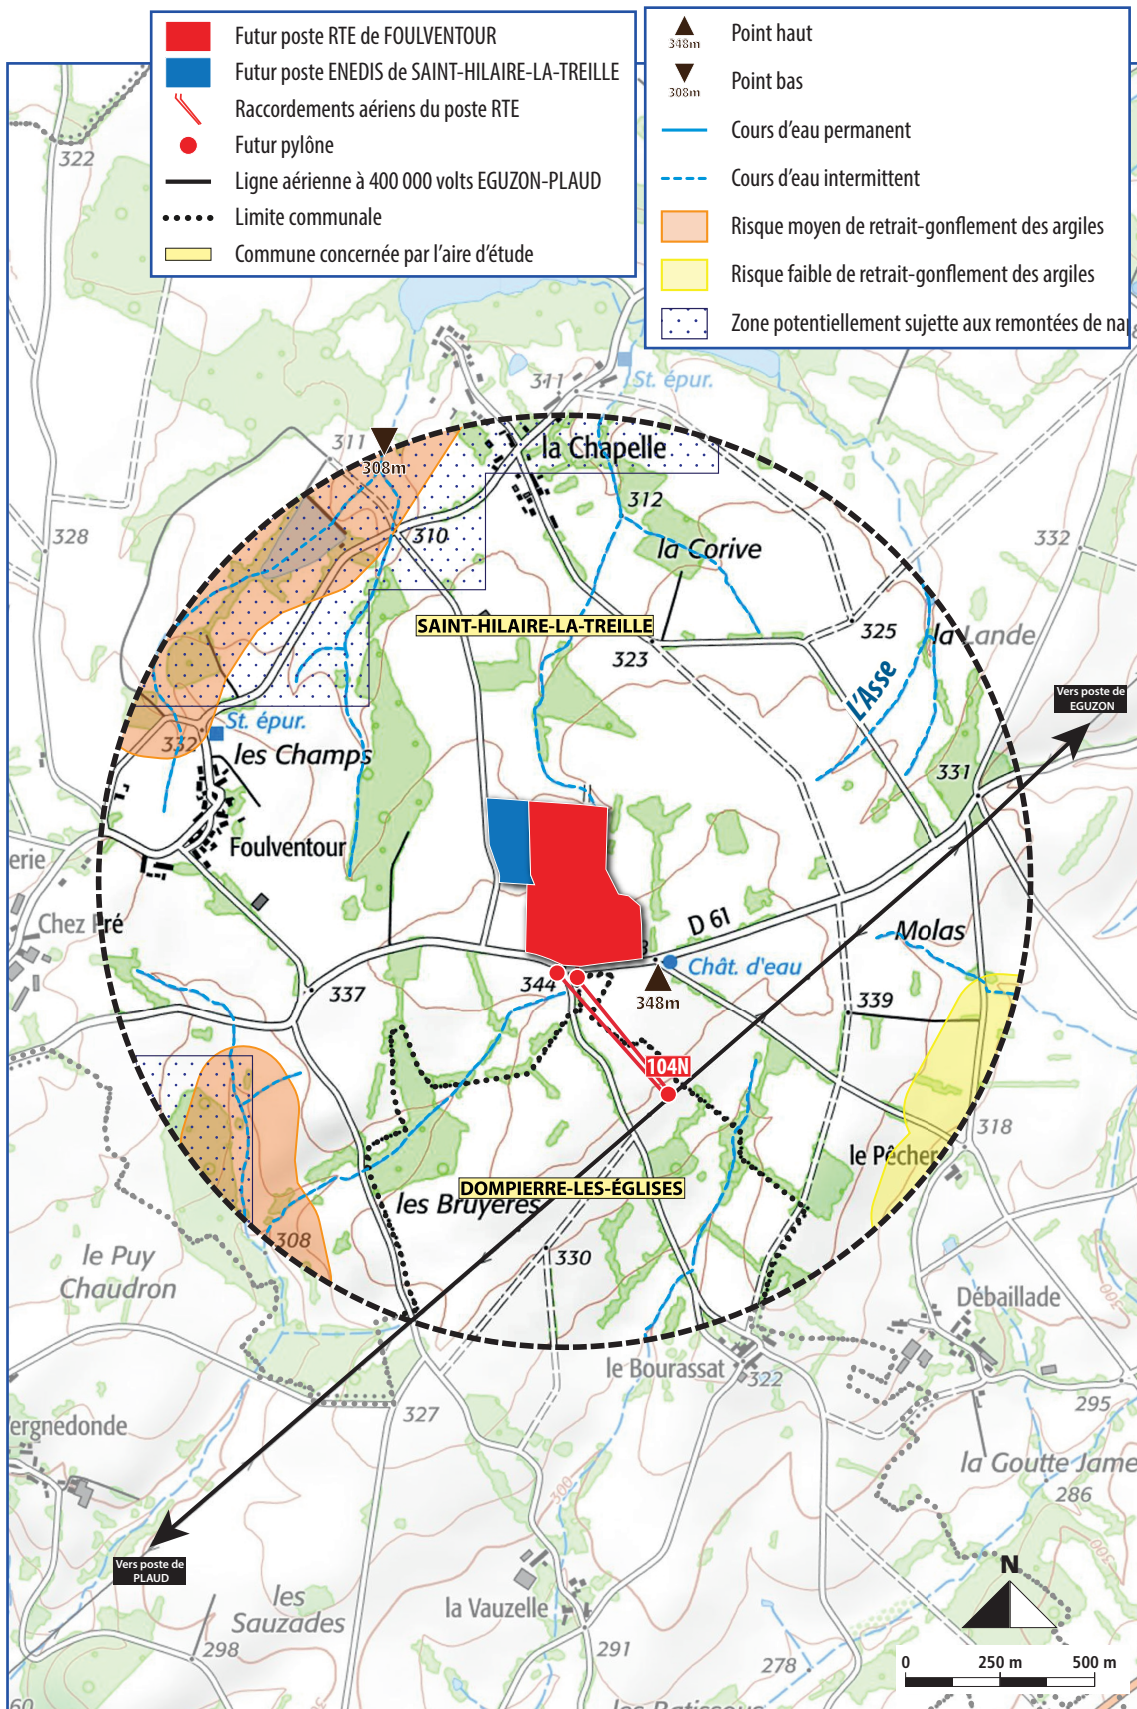 Futur poste RTE de FOULVENTOUR
Futur poste ENEDIS de SAINT-HILAIRE-LA-TREILLE
Raccordements aériens du poste RTE
Futur pylône
Ligne aérienne à 400 000 volts EGUZON-PLAUD
Limite communale
Commune concernée par l'aire d'étude
348m
Point haut
308m
Point bas
Cours d'eau permanent
Cours d'eau intermittent
Risque moyen de retrait-gonflement des argiles
Risque faible de retrait-gonflement des argiles
Zone potentiellement sujette aux remontées de na
322
311
St. épur.
311
308m
la Chapelle
312
328
310
la Corive
332
SAINT-HILAIRE-LA-TREILLE
325
la Lande
323
L'Asse
Vers poste de
EGUZON
St. épur.
332
les Champs
331
Foulventour
erie
Chez Pré
D 61
Molas
Chât. d'eau
344
348m
337
339
104N
318
le Pêcher
DOMPIERRE-LES-ÉGLISES
les Bruyères
308
le Puy
Chaudron
330
Débaillade
le Bourassat
322
327
295
ergnedonde
la Goutte Jame
286
300
300
300
Vers poste de
PLAUD
les
Sauzades
298
la Vauzelle
291
278
N
0 250 m 500 m
60